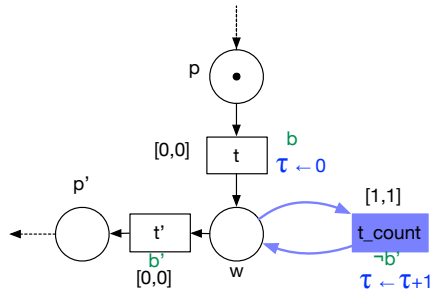 p
b
[0,0]
t
τ ←0
[1,1]
p'
t'
t_count
b'
w
¬b'
[0,0]
τ ←τ+1